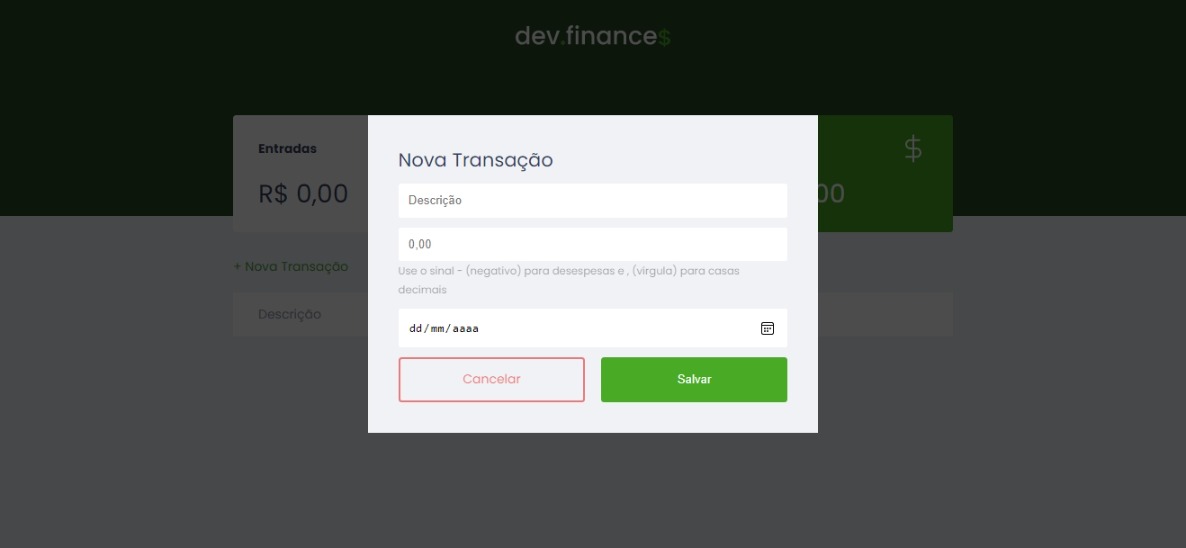 dev.finance$
Entradas
R$ 0,00
00
+ Nova Transação
Descrição
Nova Transação
Descrição
0,00
Use o sinal - (negativo) para desespesas e , (virgula) para casas
decimais
dd/mm/aaaa
Cancelar
Salvar